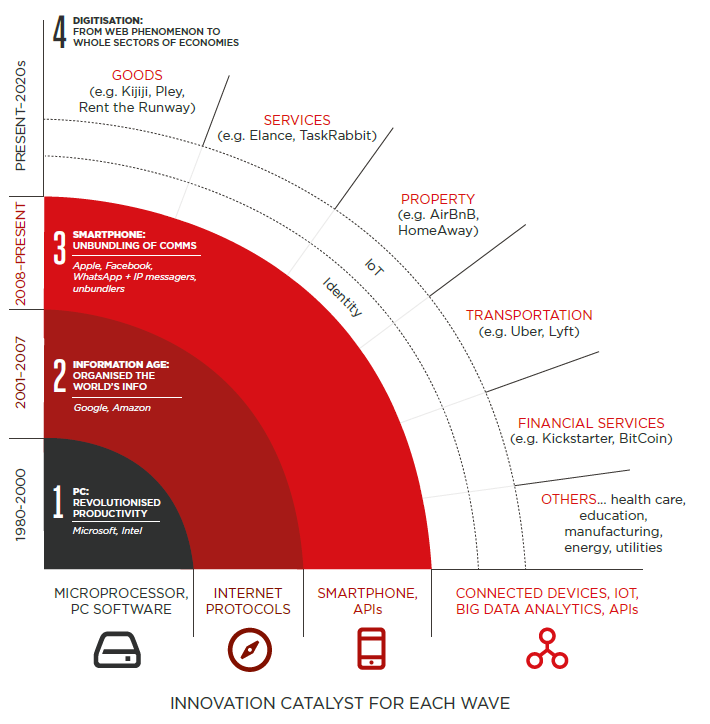 4 DIGITISATION:
FROM WEB PHENOMENON TO
WHOLE SECTORS OF ECONOMIES
GOODS
(e.g. Kijiji, Pley,
Rent the Runway)
SERVICES
(e.g. Elance, TaskRabbit)
PROPERTY
(e.g. AirBnB,
HomeAway)
TRANSPORTATION
(e.g. Uber, Lyft)
FINANCIAL SERVICES
(e.g. Kickstarter, BitCoin)
OTHERS... health care,
education,
manufacturing,
energy, utilities
IoT
Identity
PRESENT–2020s
2008–PRESENT
2001–2007
1980-2000
3 SMARTPHONE:
UNBUNDLING OF COMMS
Apple, Facebook,
WhatsApp + IP messagers,
unbundlers
2 INFORMATION AGE:
ORGANISED THE
WORLD'S INFO
Google, Amazon
1 PC:
REVOLUTIONISED
PRODUCTIVITY
Microsoft, Intel
MICROPROCESSOR,
PC SOFTWARE
INTERNET
PROTOCOLS
SMARTPHONE,
APIs
CONNECTED DEVICES, IOT,
BIG DATA ANALYTICS, APIs
INNOVATION CATALYST FOR EACH WAVE